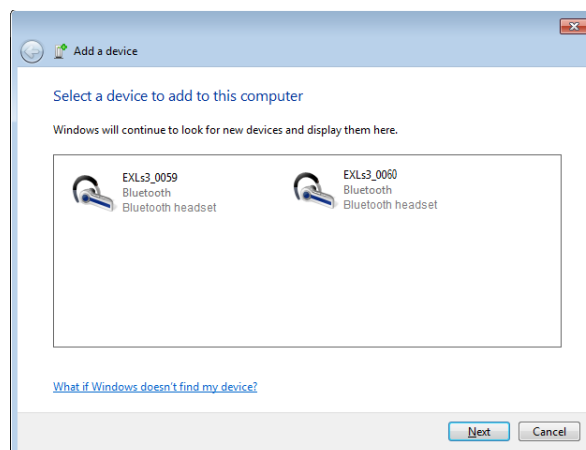 Add a device
Select a device to add to this computer
Windows will continue to look for new devices and display them here.
EXLs3_0059
Bluetooth
Bluetooth headset
EXLs3_0060
Bluetooth
Bluetooth headset
What if Windows doesn't find my device?
Next
Cancel